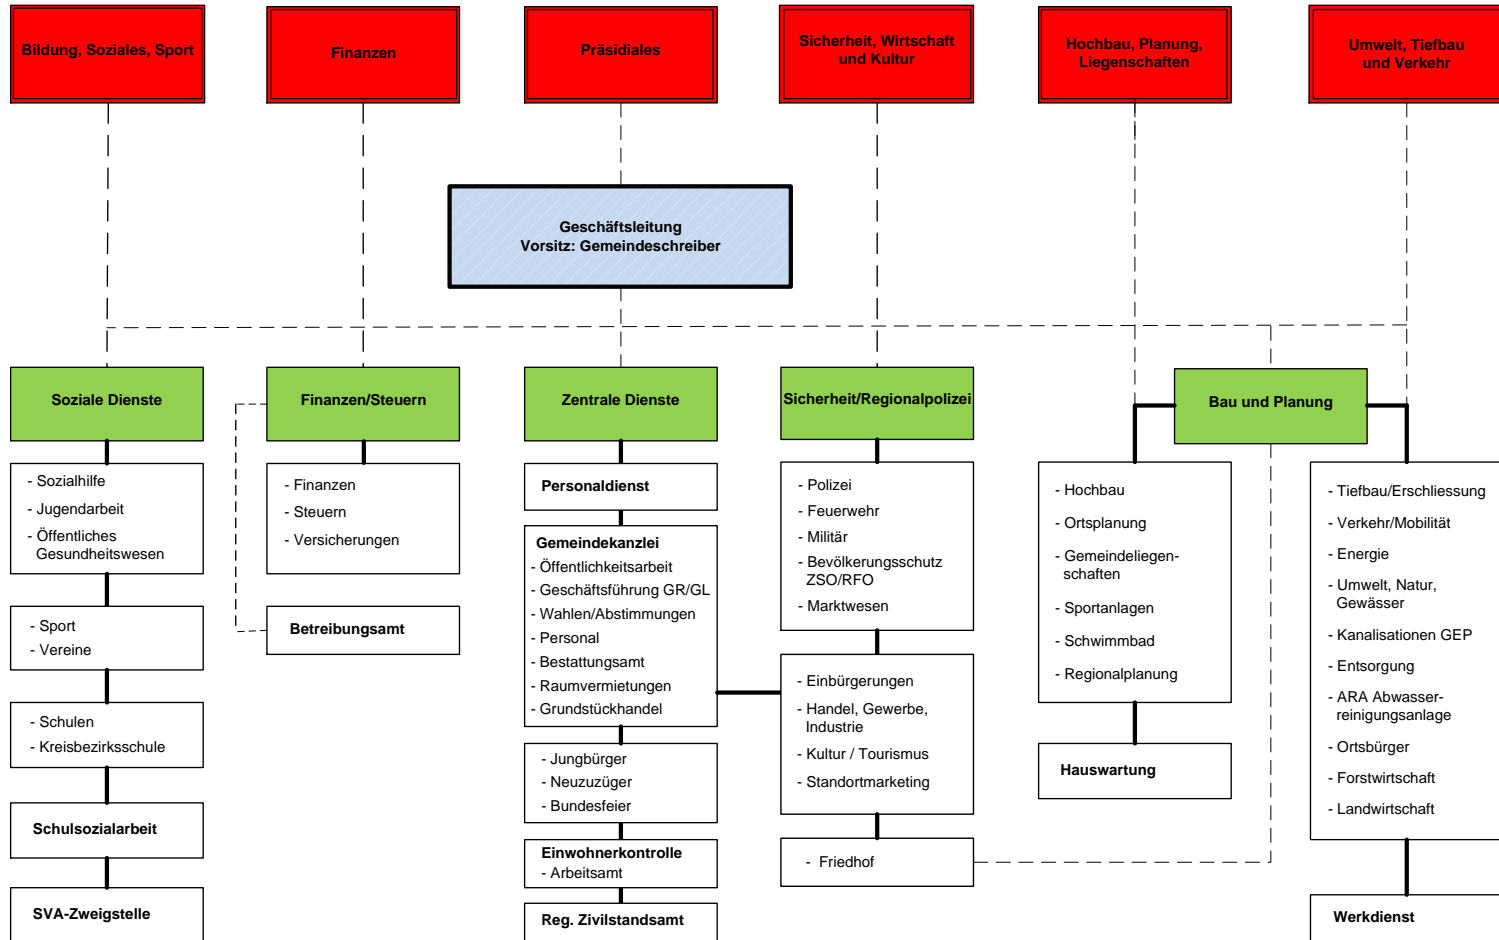 Bildung, Soziales, Sport
Finanzen
Präsidiales
Sicherheit, Wirtschaft
und Kultur
Hochbau, Planung,
Liegenschaften
Umwelt, Tiefbau
und Verkehr
Geschäftsleitung
Vorsitz: Gemeindeschreiber
Soziale Dienste
- Sozialhilfe
- Jugendarbeit
- Öffentliches
Gesundheitswesen
- Sport
- Vereine
- Schulen
- Kreisbezirksschule
Schulsozialarbeit
SVA-Zweigstelle
Finanzen/Steuern
- Finanzen
- Steuern
- Versicherungen
Betreibungsamt
Zentrale Dienste
Personaldienst
Gemeindekanzlei
- Öffentlichkeitsarbeit
- Geschäftsführung GR/GL
- Wahlen/Abstimmungen
- Personal
- Bestattungsamt
- Raumvermietungen
- Grundstückhandel
- Jungbürger
- Neuzuzüger
- Bundesfeier
Einwohnerkontrolle
- Arbeitsamt
Reg. Zivilstandsamt
Sicherheit/Regionalpolizei
- Polizei
- Feuerwehr
- Militär
- Bevölkerungsschutz
ZSO/RFO
- Marktwesen
- Einbürgerungen
- Handel, Gewerbe,
Industrie
- Kultur / Tourismus
- Standortmarketing
- Friedhof
Bau und Planung
- Hochbau
- Ortsplanung
- Gemeindeliegen-
schaften
- Sportanlagen
- Schwimmbad
- Regionalplanung
Hauswartung
- Tiefbau/Erschliessung
- Verkehr/Mobilität
- Energie
- Umwelt, Natur,
Gewässer
- Kanalisationen GEP
- Entsorgung
- ARA Abwasser-
reinigungsanlage
- Ortsbürger
- Forstwirtschaft
- Landwirtschaft
Werkdienst